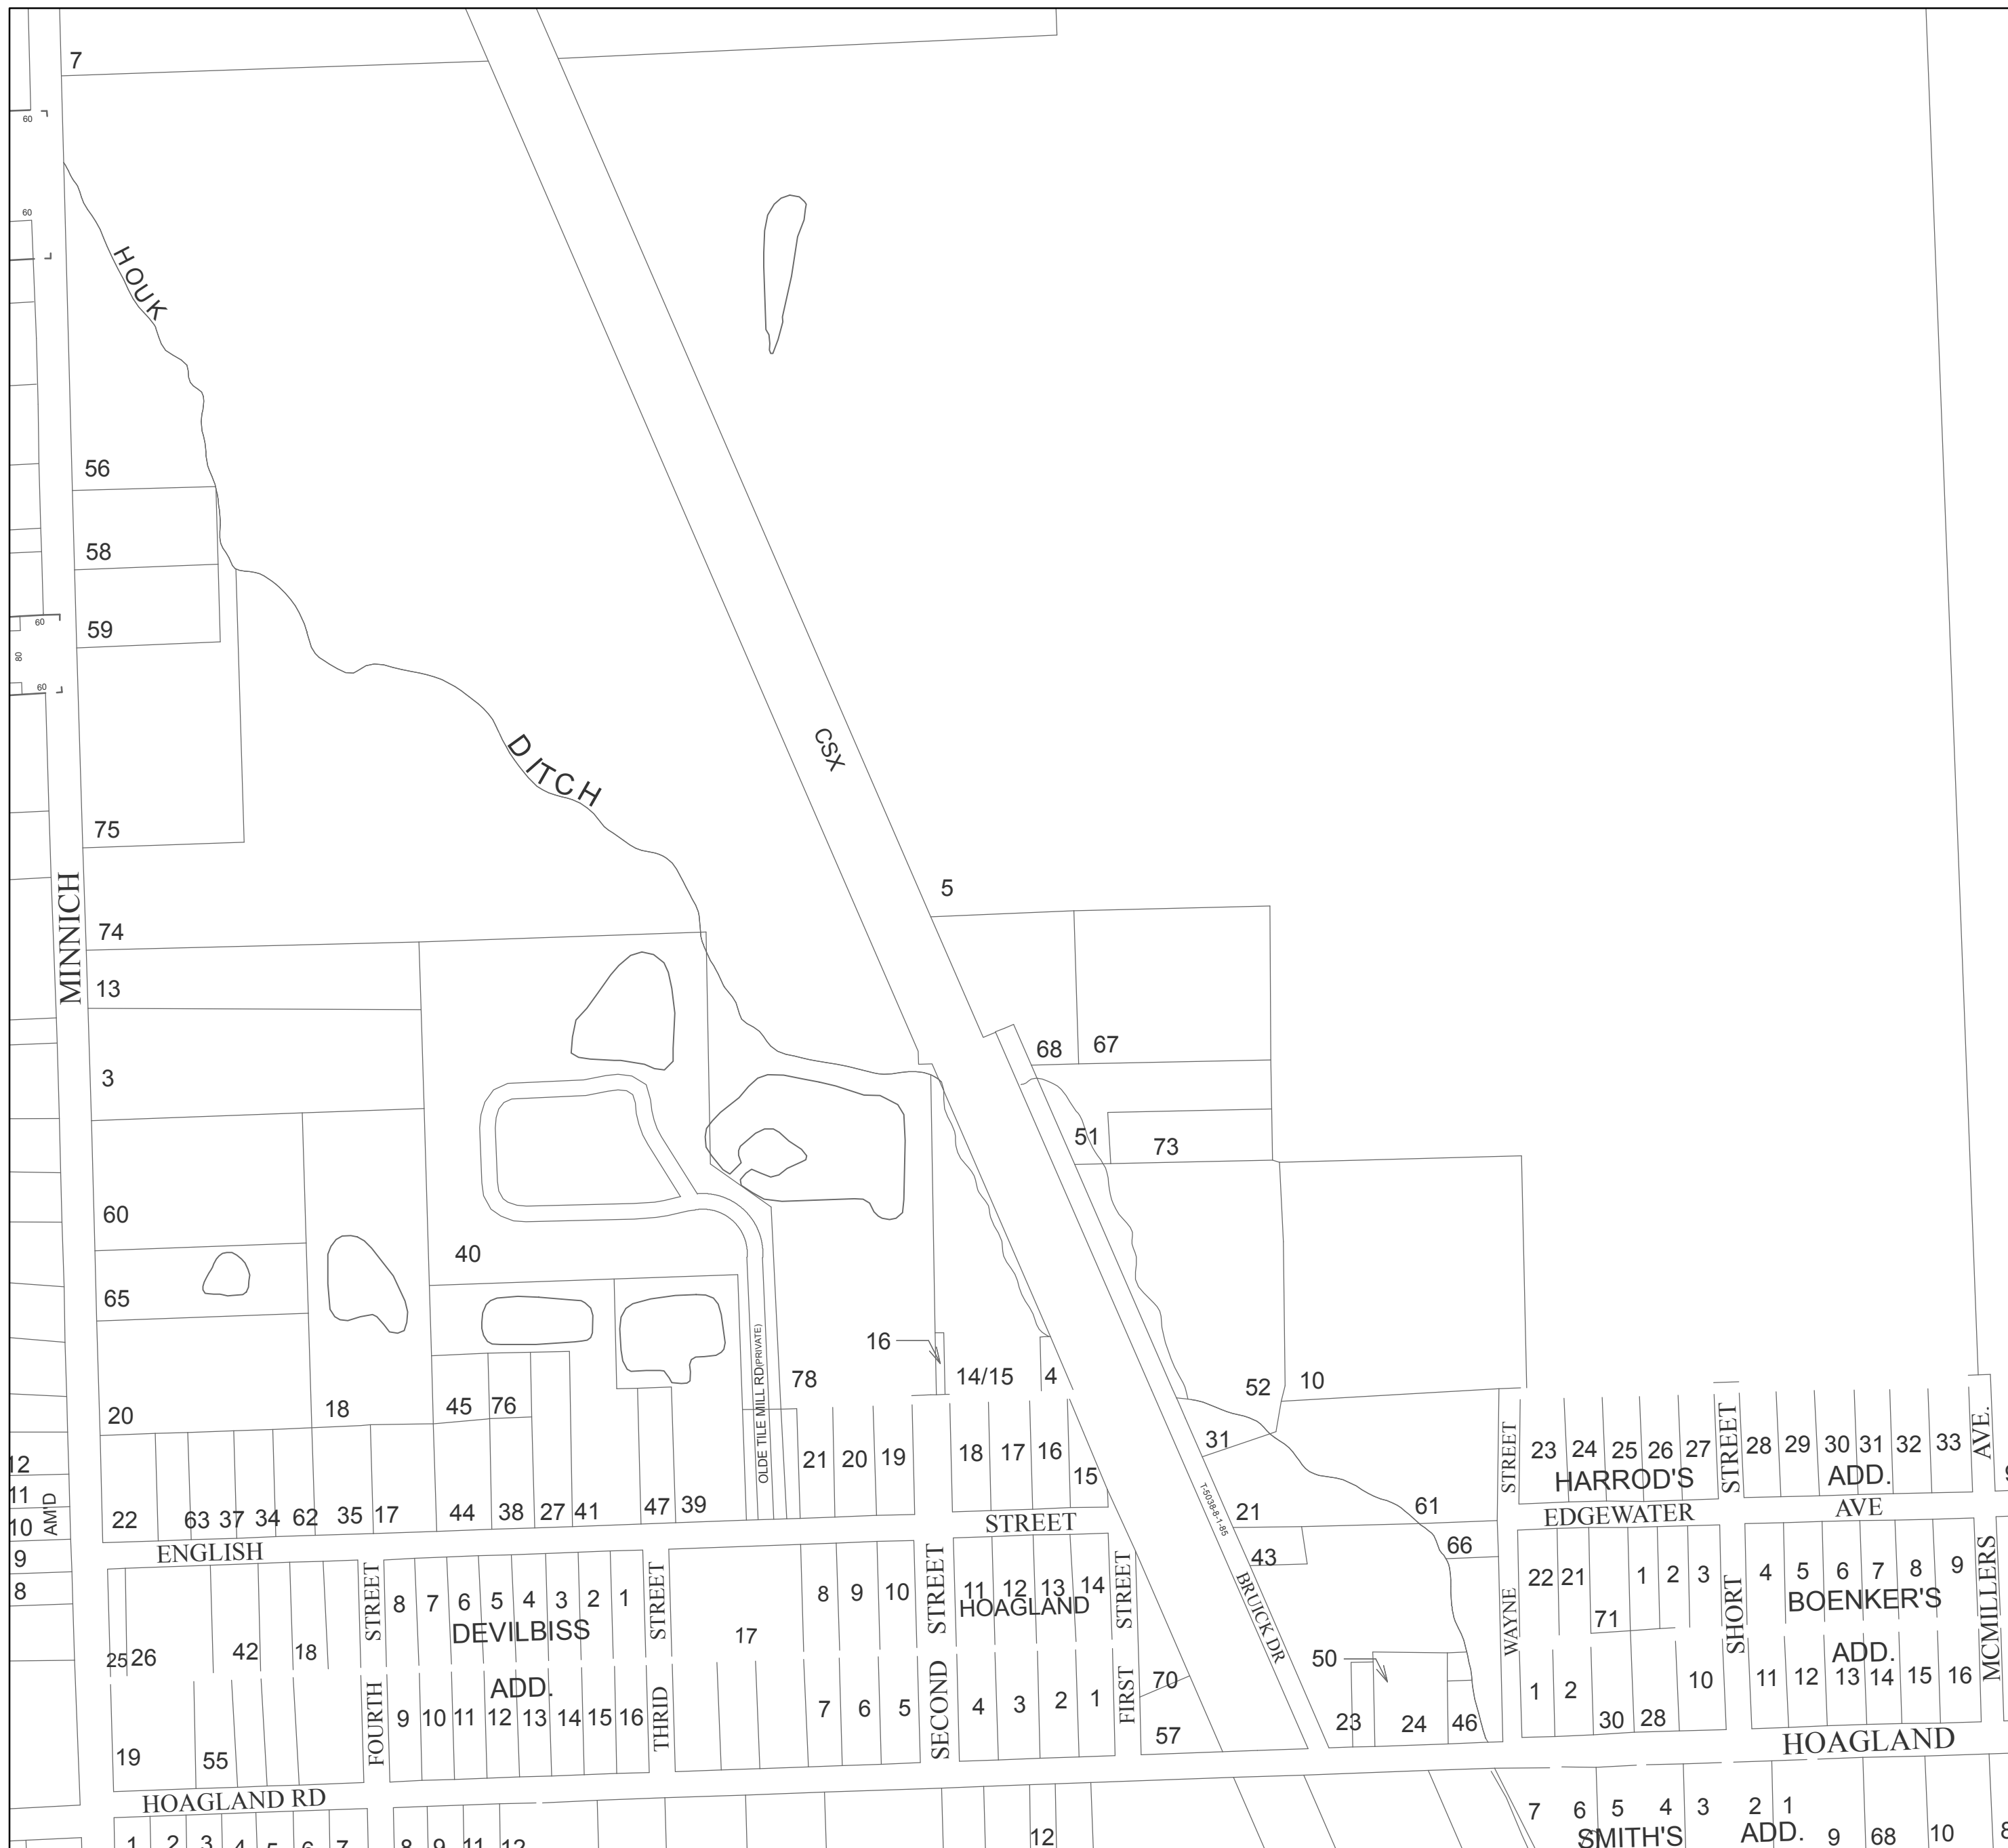 7
60
60
HOUK
56
58
59
60
80
60
DITCH
CSX
75
5
74
MINNICH
13
68 67
3
51 73
60
40
65
16
78
14/15 4
52 10
20
18
45 76
OLDE TILE MILL RD(PRIVATE)
31
STREET
STREET
AVE.
12
11
10
AM'D
9
8
21 20 19
18 17 16 15
23 24 25 26 27
28 29 30 31 32 33
HARROD'S
ADD.
22 63 37 34 62 35 17 44 38 27 41 47 39
T-5038-8-1-85
21 61
STREET
EDGEWATER
AVE
ENGLISH
43
66
BRUICK DR
25 26 42 18
STREET
8 7 6 5 4 3 2 1
DEVILBISS
STREET
17
8 9 10
STREET
11 12 13 14
HOAGLAND
STREET
WAYNE
22 21 71 1 2 3
SHORT
4 5 6 7 8 9
BOENKER'S
MCMILERS
ADD.
50
70
57
23 24 46
19 55
FOURTH
ADD.
9 10 11 12 13 14 15 16
THRID
7 6 5
SECOND
4 3 2 1
FIRST
1 2 30 28 10
11 12 13 14 15 16
HOAGLAND
HOAGLAND RD
1 2 3 4 5 6 7
8 9 11 12
12
7 6 5 4 3 2 1
SMITH'S
ADD.
9 68 10